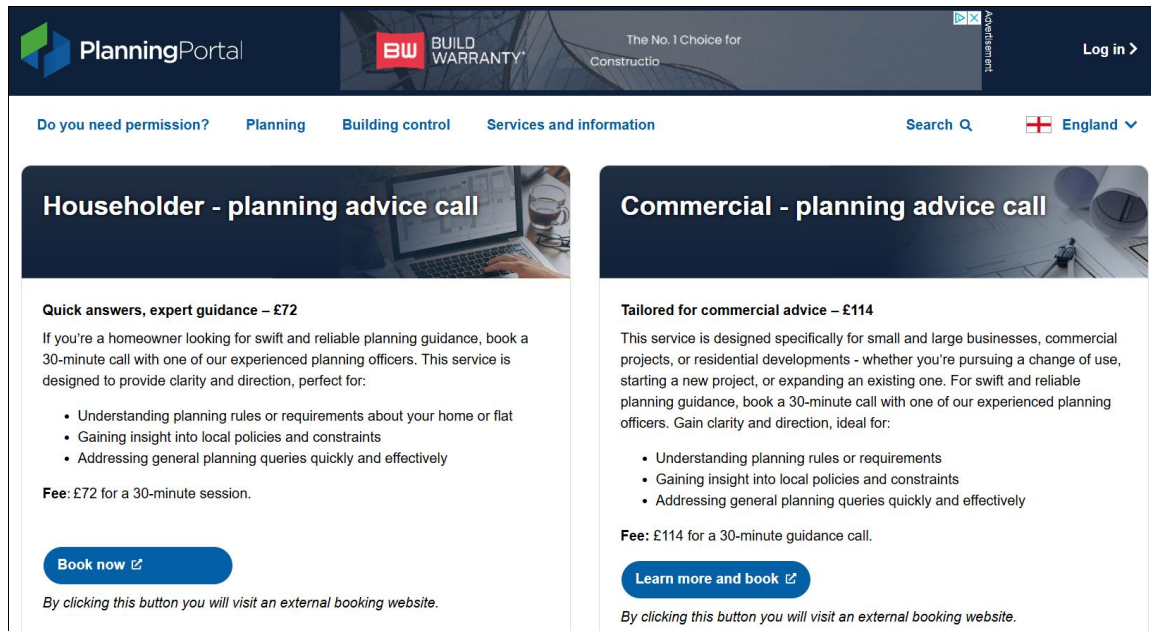 PlanningPortal
BW BUILD
WARRANTY
The No. 1 Choice for
Constructio
Advertisement
Log in
Do you need permission?
Planning
Building control
Services and information
Search
England
Householder - planning advice call
Quick answers, expert guidance – £72
If you're a homeowner looking for swift and reliable planning guidance, book a
30-minute call with one of our experienced planning officers. This service is
designed to provide clarity and direction, perfect for:
• Understanding planning rules or requirements about your home or flat
• Gaining insight into local policies and constraints
• Addressing general planning queries quickly and effectively
Fee: £72 for a 30-minute session.
Book now
By clicking this button you will visit an external booking website.
Commercial - planning advice call
Tailored for commercial advice – £114
This service is designed specifically for small and large businesses, commercial
projects, or residential developments - whether you're pursuing a change of use,
starting a new project, or expanding an existing one. For swift and reliable
planning guidance, book a 30-minute call with one of our experienced planning
officers. Gain clarity and direction, ideal for:
• Understanding planning rules or requirements
• Gaining insight into local policies and constraints
• Addressing general planning queries quickly and effectively
Fee: £114 for a 30-minute guidance call.
Learn more and book
By clicking this button you will visit an external booking website.